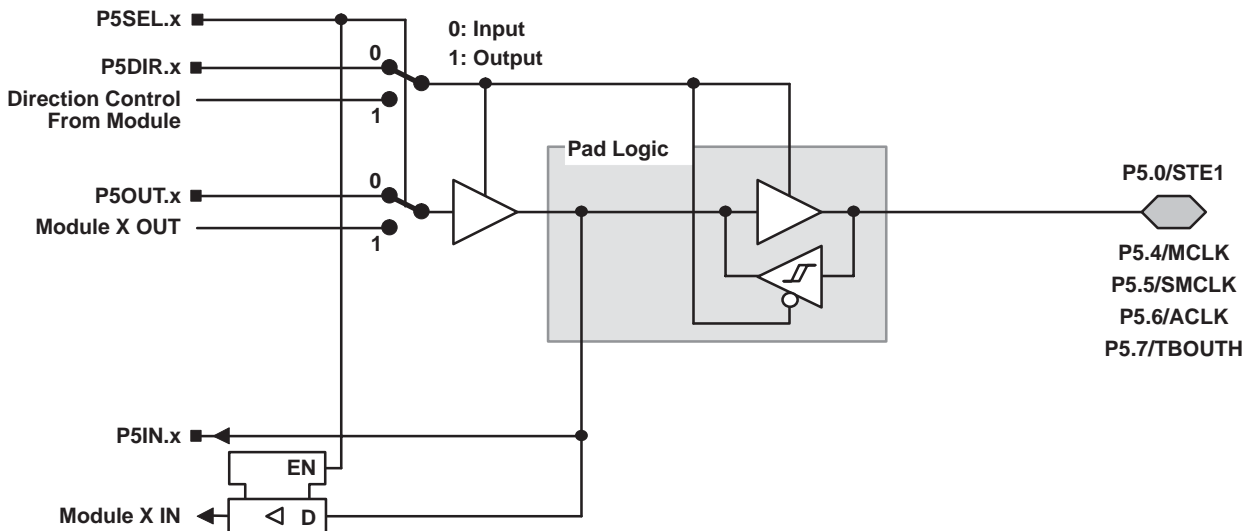 P5SEL.x
0: Input
1: Output
0
P5DIR.x
Direction Control
From Module
1
Pad Logic
P5.0/STE1
0
P5OUT.x
Module X OUT
1
P5.4/MCLK
P5.5/SMCLK
P5.6/ACLK
P5.7/TBOUTH
P5IN.x
EN
Module X IN
D